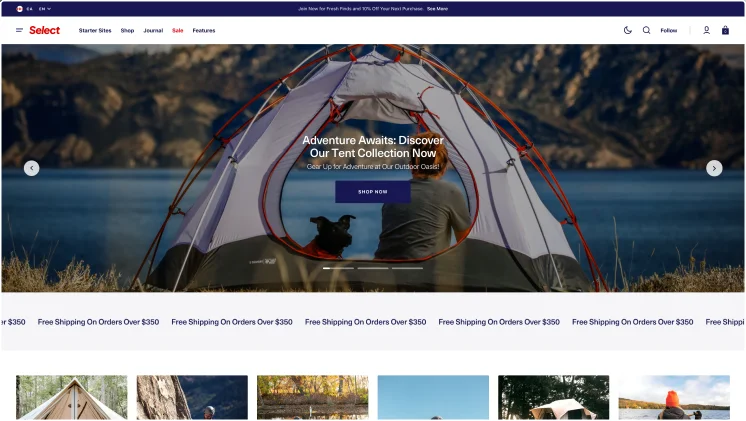 CA EN
Join Now for Fresh Finds and 10% Off Your Next Purchase. See More
Select
Starter Sites Shop Journal Sale Features
Follow
Adventure Awaits: Discover
Our Tent Collection Now
Gear Up for Adventure at Our Outdoor Oasis!
SHOP NOW
er $350 Free Shipping On Orders Over $350 Free Shipping On Orders Over $350 Free Shipping On Orders Over $350 Free Shipping On Orders Over $350 Free Shipping On Orders Over $350 Free Shippi